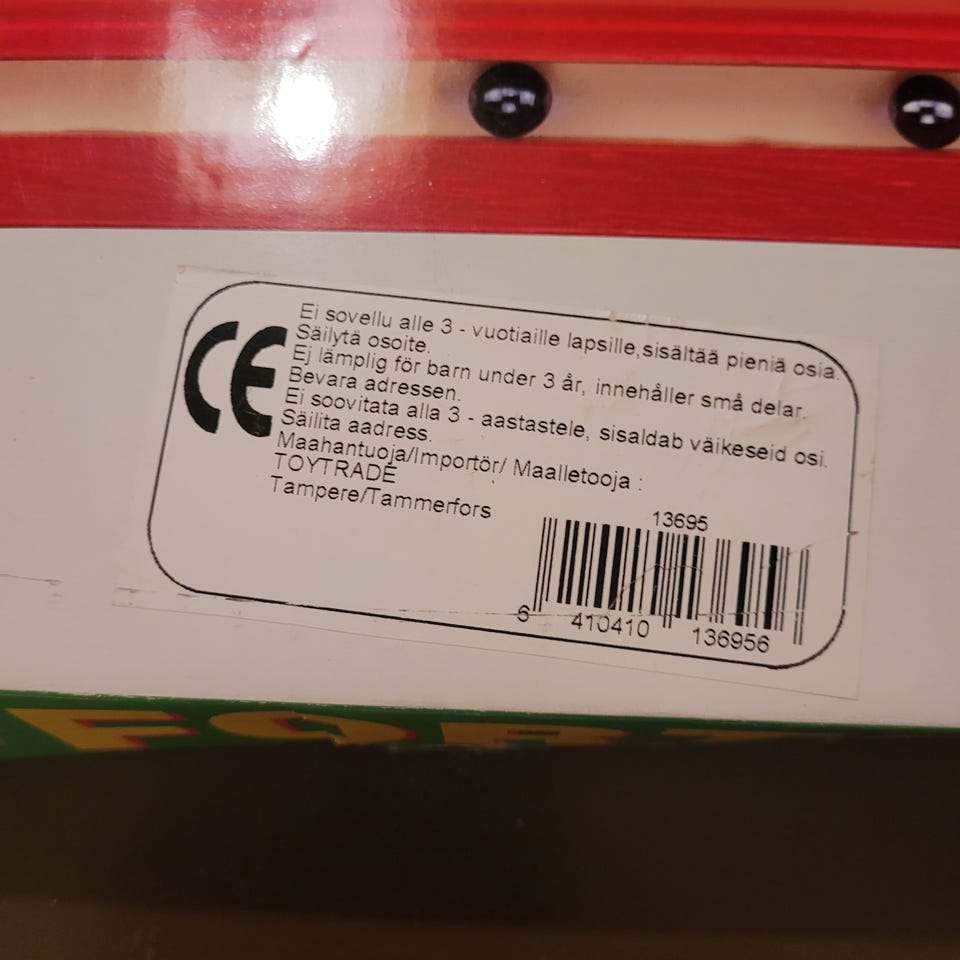 CE
Ei sovellu alle 3 - vuotiaille lapsille,sisältää pieniä osia.
Säilytä osoite.
Ej lämplig för barn under 3 år, innehåller små delar.
Bevara adressen.
Ei soovitata alla 3 - aastastele, sisaldab väikeseid osi.
Säilita aadress.
Maahantuoja/Importör/ Maalletooja :
TOYTRADE
Tampere/Tammerfors
13695
6 410410 136956